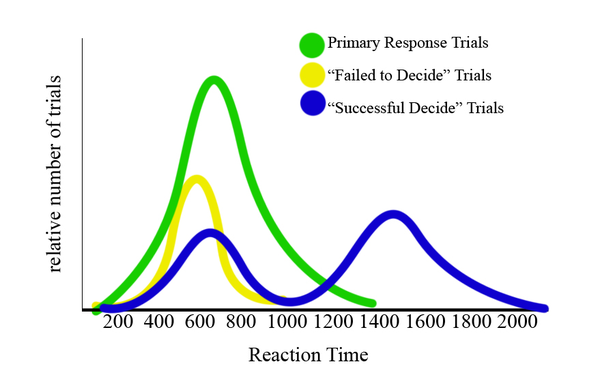 Primary Response Trials
“Failed to Decide” Trials
“Successful Decide” Trials
relative number of trials
200 400 600 800 1000 1200 1400 1600 1800 2000
Reaction Time